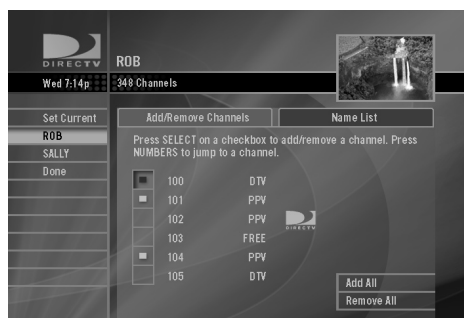 DIRECTV
ROB
Wed 7:14p
348 Channels
Set Current
ROB
SALLY
Done
Add/Remove Channels
Name List
Press SELECT on a checkbox to add/remove a channel. Press
NUMBERS to jump to a channel.
100 DTV
101 PPV
102 PPV
103 FREE
104 PPV
105 DTV
DIRECTV
Add All
Remove All